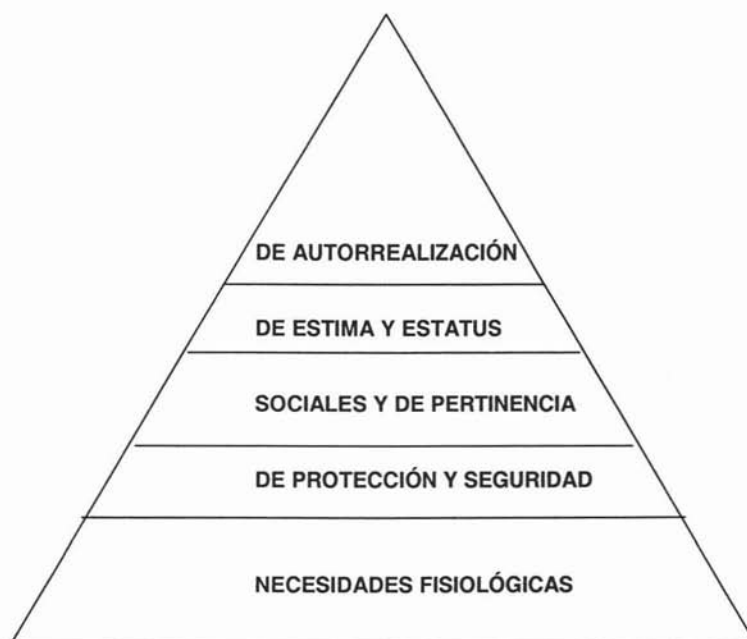 DE AUTORREALIZACIÓN
DE ESTIMA Y ESTATUS
SOCIALES Y DE PERTINENCIA
DE PROTECCIÓN Y SEGURIDAD
NECESIDADES FISIOLÓGICAS